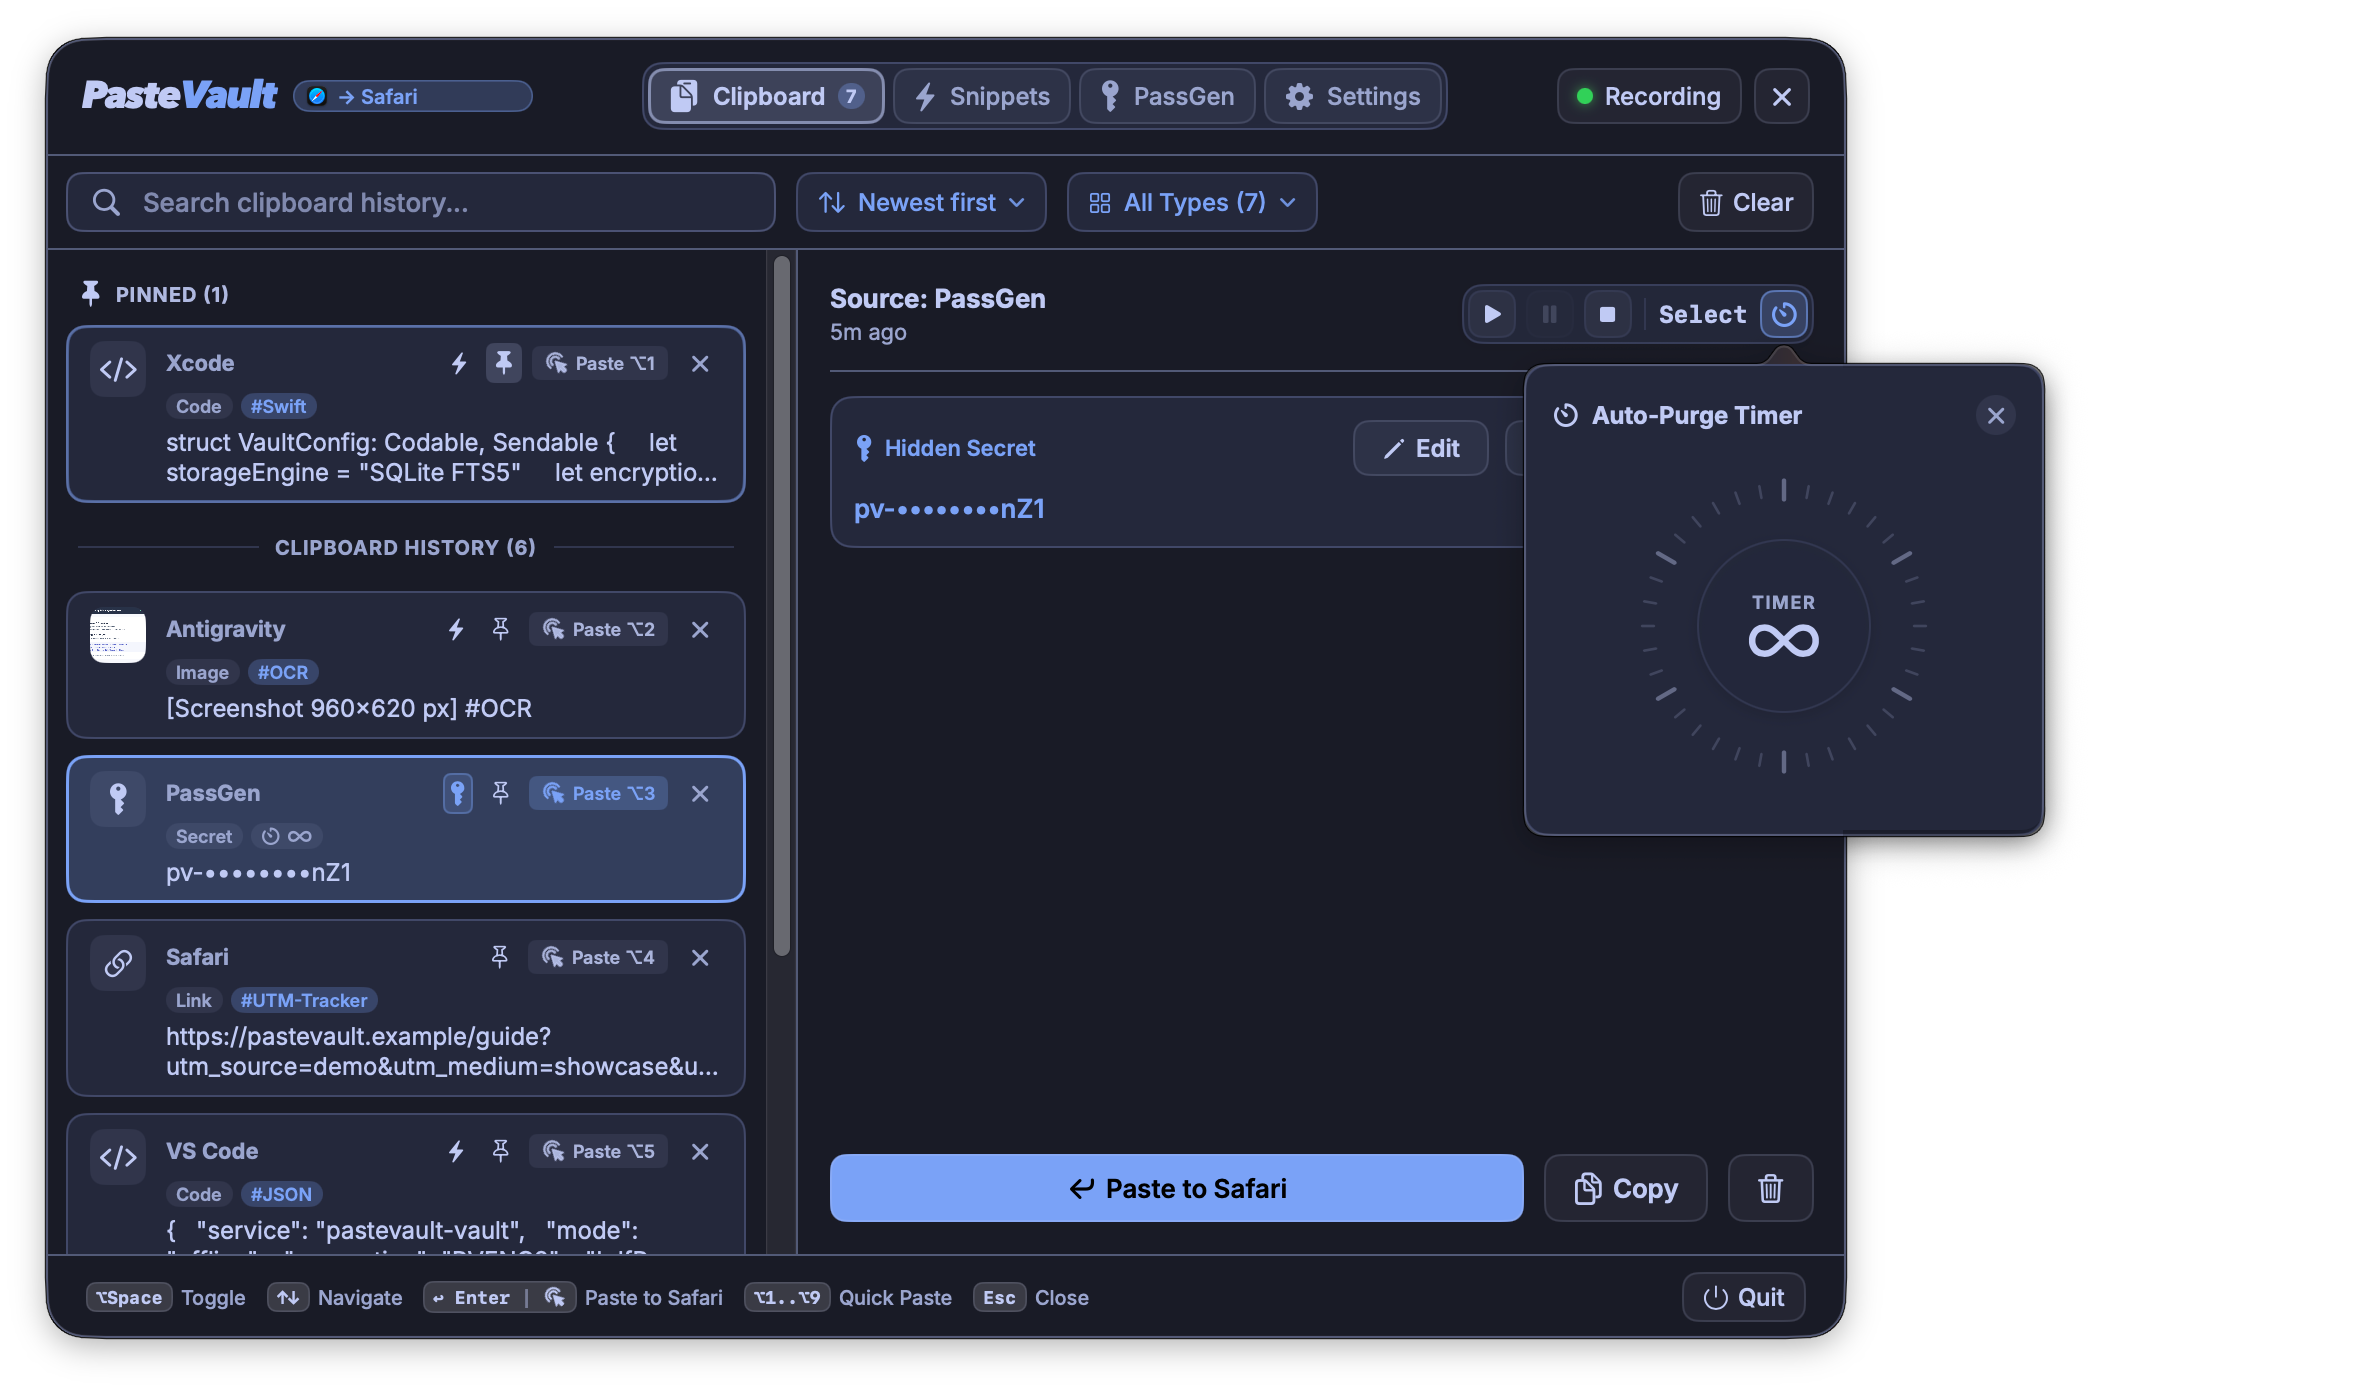 PasteVault
→ Safari
Clipboard 7
Snippets
PassGen
Settings
Recording
Search clipboard history...
Newest first
All Types (7)
Clear
PINNED (1)
Xcode
Paste ⌥1
Code
#Swift
struct VaultConfig: Codable, Sendable {    let
storageEngine = "SQLite FTS5"    let encryptio...
CLIPBOARD HISTORY (6)
Antigravity
Paste ⌥2
Image
#OCR
[Screenshot 960×620 px] #OCR
PassGen
Paste ⌥3
Secret
∞
pv-••••••••nZ1
Safari
Paste ⌥4
Link
#UTM-Tracker
https://pastevault.example/guide?
utm_source=demo&utm_medium=showcase&u...
VS Code
Paste ⌥5
Code
#JSON
{   "service": "pastevault-vault",   "mode":
Source: PassGen
5m ago
Select
Hidden Secret
Edit
pv-••••••••nZ1
Auto-Purge Timer
TIMER
∞
Paste to Safari
Copy
⌥Space Toggle
↑↓ Navigate
↩ Enter | Paste to Safari
⌥1..⌥9 Quick Paste
Esc Close
Quit